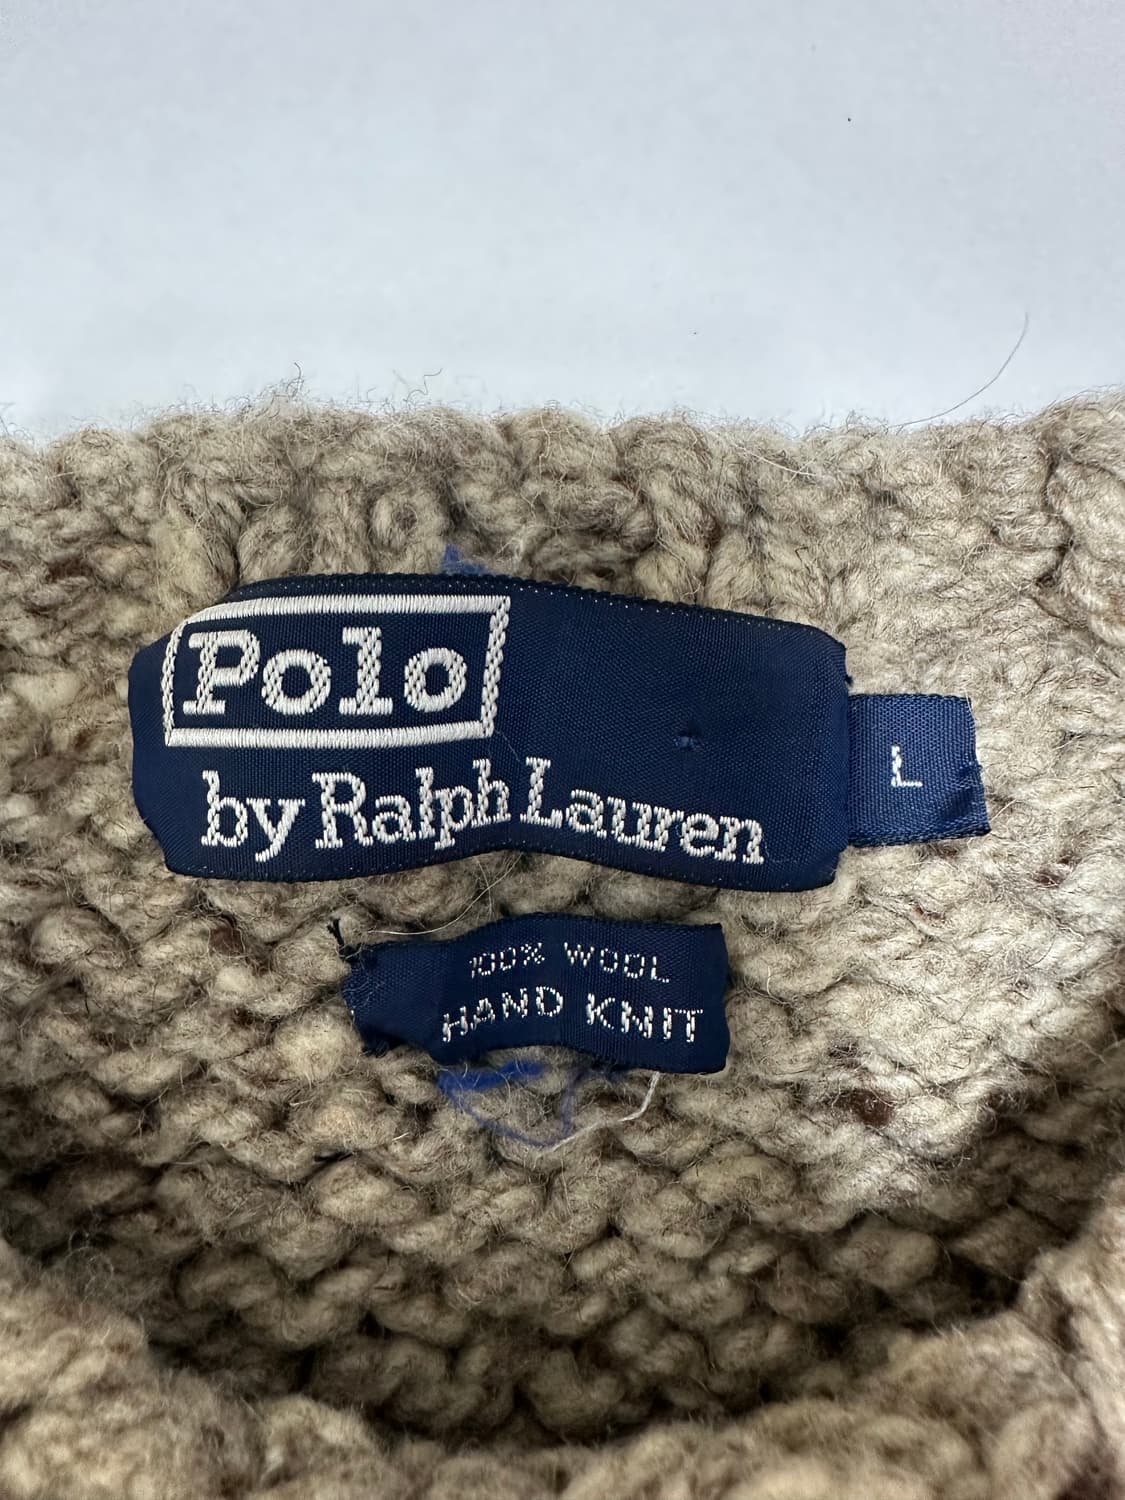 Polo
by Ralph Lauren
L
100% WOOL
HAND KNIT